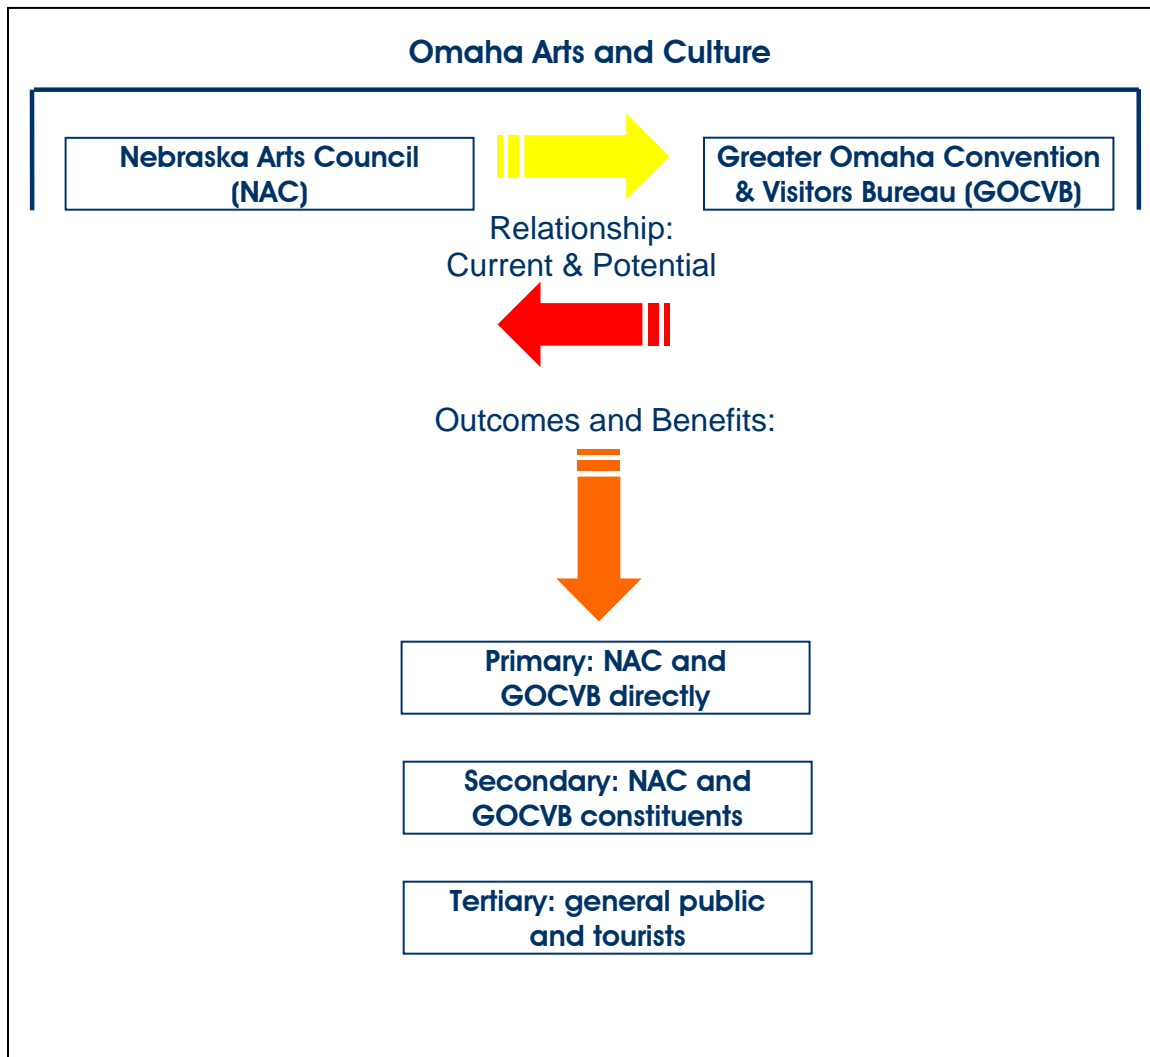 Omaha Arts and Culture
Nebraska Arts Council
(NAC)
Greater Omaha Convention
& Visitors Bureau (GOCVB)
Relationship:
Current & Potential
Outcomes and Benefits:
Primary: NAC and
GOCVB directly
Secondary: NAC and
GOCVB constituents
Tertiary: general public
and tourists